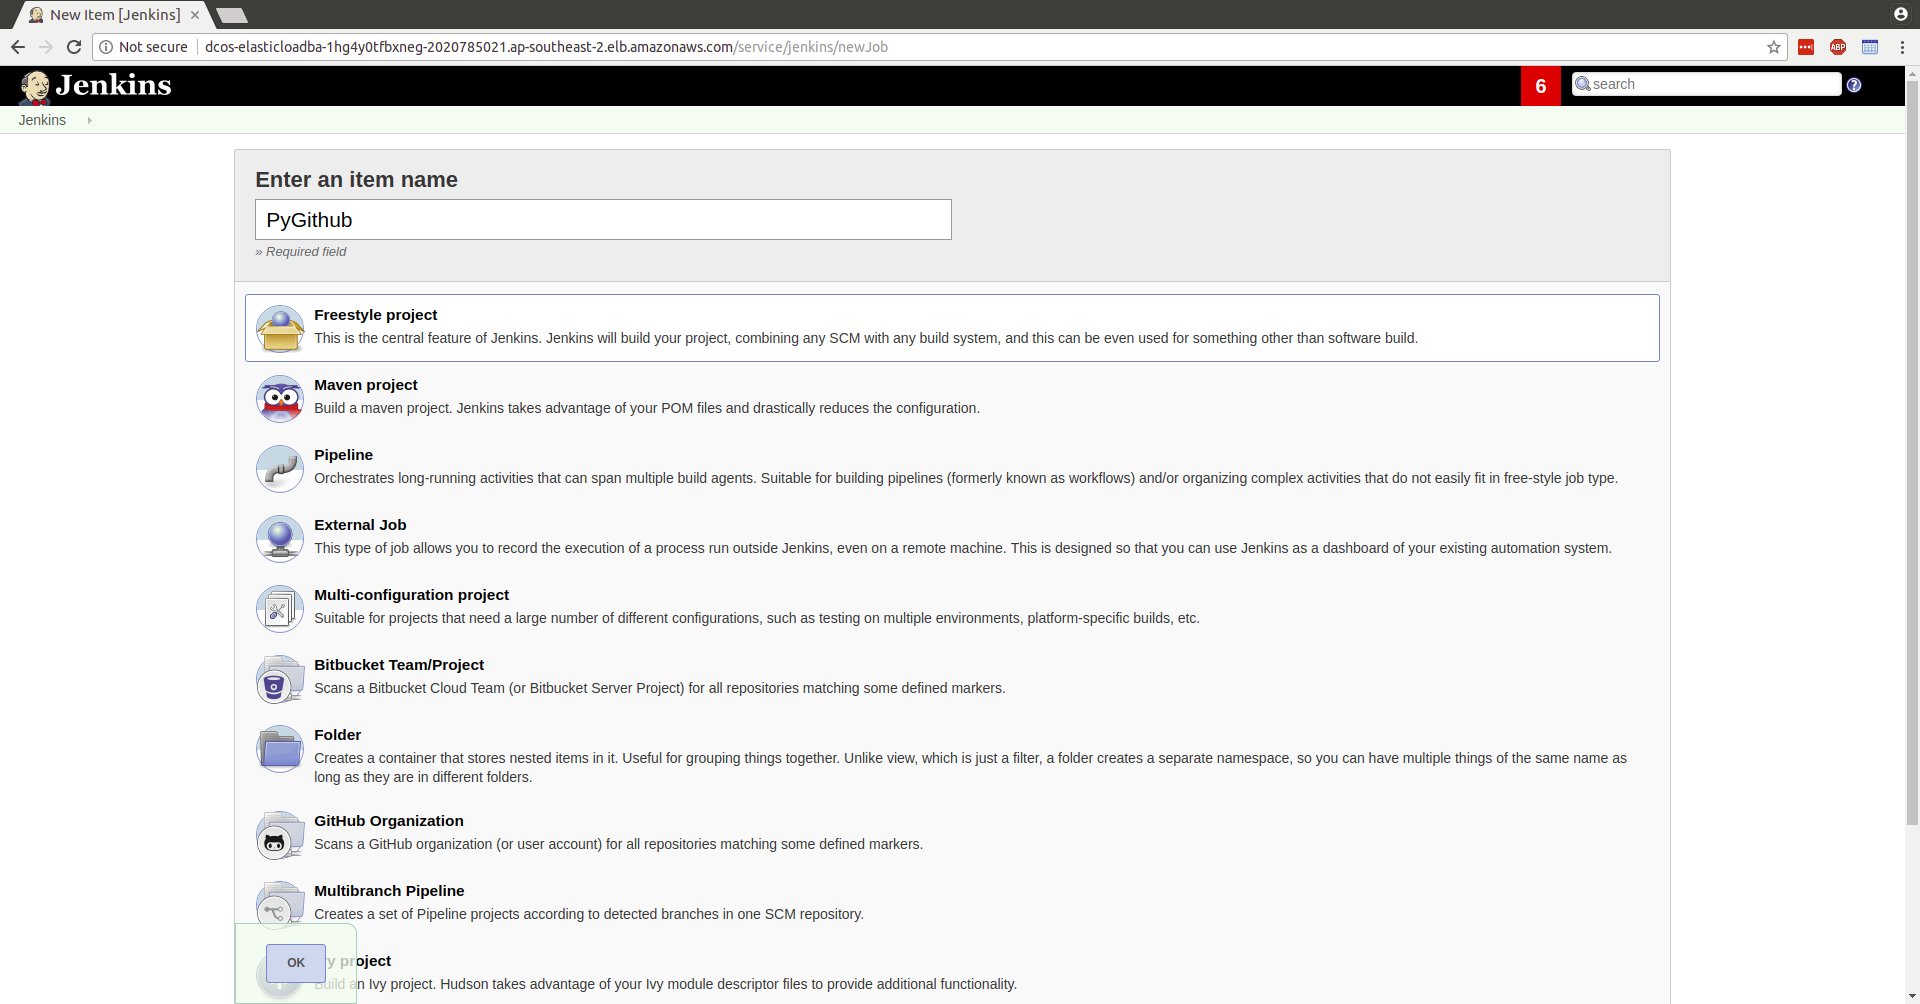 New Item [Jenkins]
Not secure dcos-elasticloadba-1hg4y0tfbxneg-2020785021.ap-southeast-2.elb.amazonaws.com/service/jenkins/newJob
ABP
Jenkins
6
search
?
Jenkins
Enter an item name
PyGithub
» Required field
Freestyle project
This is the central feature of Jenkins. Jenkins will build your project, combining any SCM with any build system, and this can be even used for something other than software build.
Maven project
Build a maven project. Jenkins takes advantage of your POM files and drastically reduces the configuration.
Pipeline
Orchestrates long-running activities that can span multiple build agents. Suitable for building pipelines (formerly known as workflows) and/or organizing complex activities that do not easily fit in free-style job type.
External Job
This type of job allows you to record the execution of a process run outside Jenkins, even on a remote machine. This is designed so that you can use Jenkins as a dashboard of your existing automation system.
Multi-configuration project
Suitable for projects that need a large number of different configurations, such as testing on multiple environments, platform-specific builds, etc.
Bitbucket Team/Project
Scans a Bitbucket Cloud Team (or Bitbucket Server Project) for all repositories matching some defined markers.
Folder
Creates a container that stores nested items in it. Useful for grouping things together. Unlike view, which is just a filter, a folder creates a separate namespace, so you can have multiple things of the same name as
long as they are in different folders.
GitHub Organization
Scans a GitHub organization (or user account) for all repositories matching some defined markers.
Multibranch Pipeline
Creates a set of Pipeline projects according to detected branches in one SCM repository.
OK
project
Build an Ivy project. Hudson takes advantage of your Ivy module descriptor files to provide additional functionality.